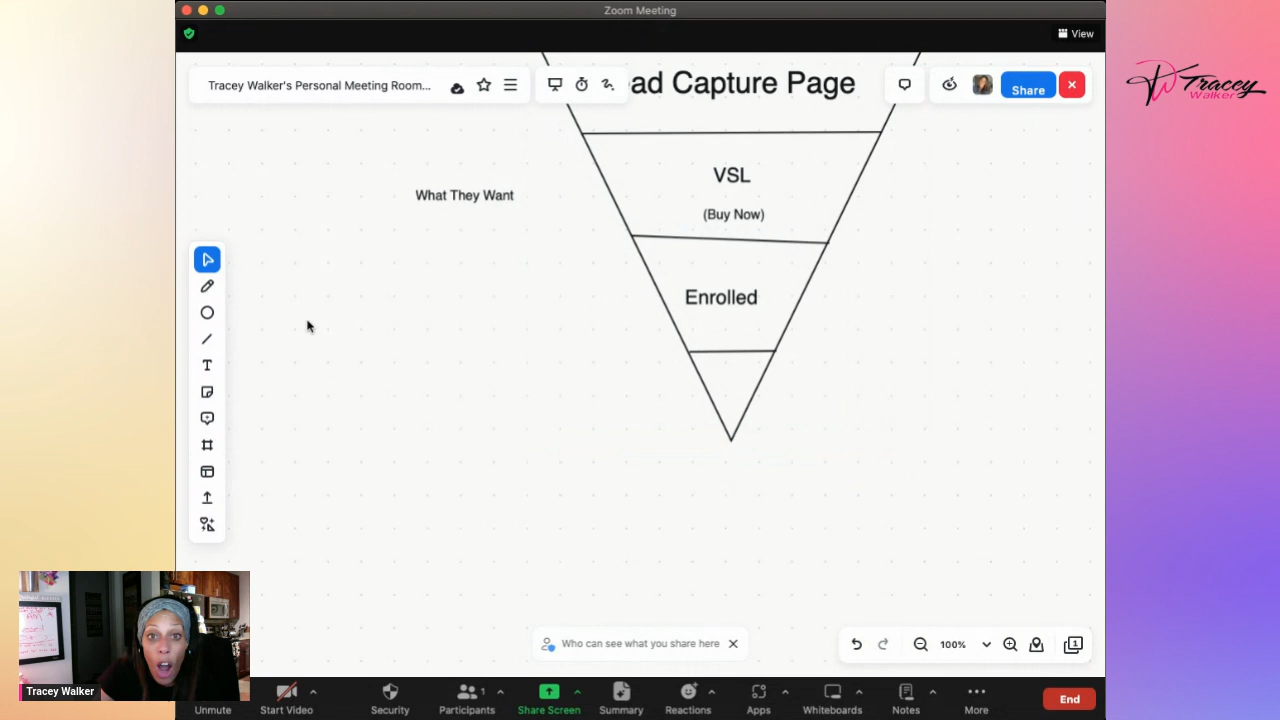 Zoom Meeting
View
Tracey Walker's Personal Meeting Room...
ad Capture Page
Share
Tracey
Walker
VSL
(Buy Now)
What They Want
Enrolled
T
Who can see what you share here
100%
1
Tracey Walker
Unmute
Start Video
Security
Participants
1
Share Screen
Summary
Reactions
Apps
Whiteboards
Notes
More
End